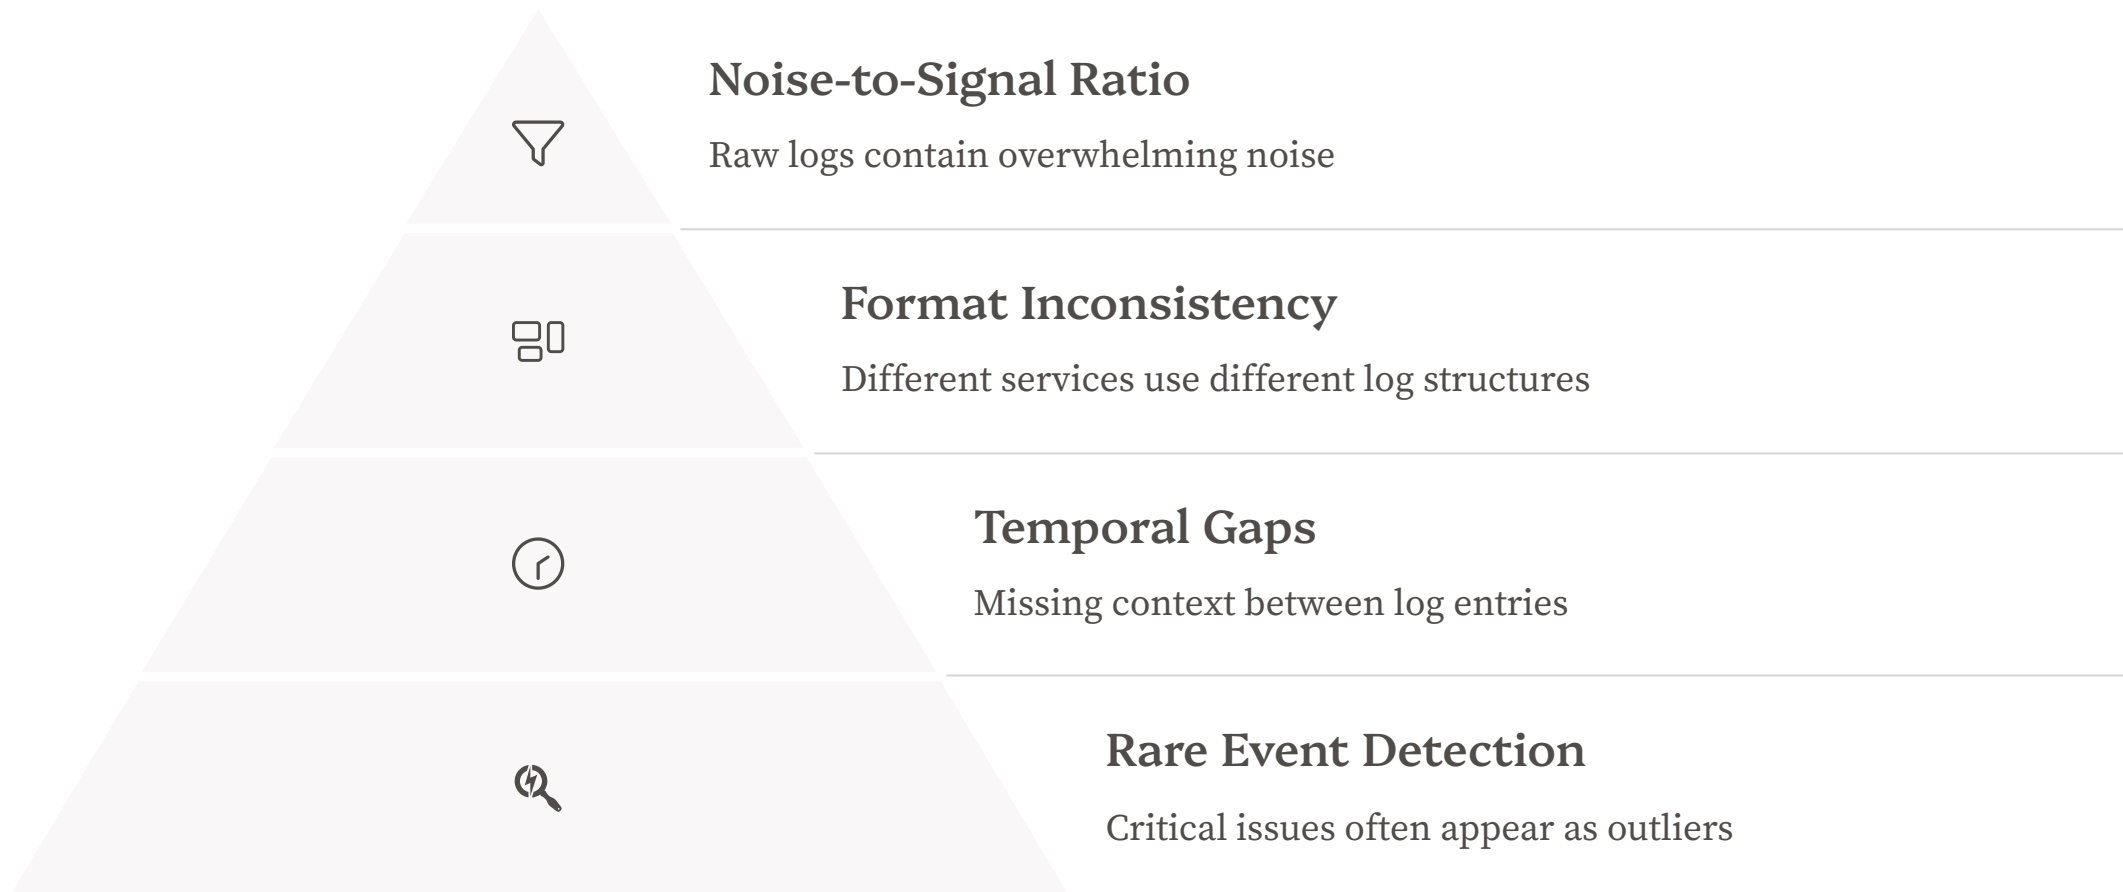 Noise-to-Signal Ratio
Raw logs contain overwhelming noise
Format Inconsistency
Different services use different log structures
Temporal Gaps
Missing context between log entries
Rare Event Detection
Critical issues often appear as outliers